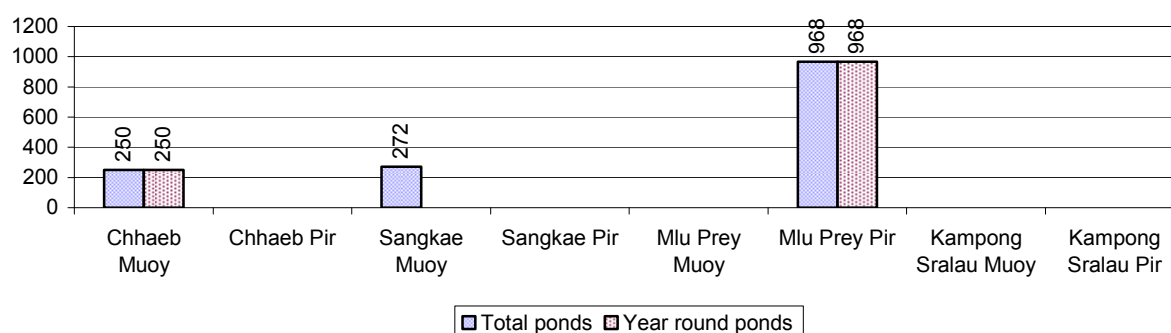 1200
1000
800
600
400
200
0
250
250
272
968
968
Chhaeb
Muoy
Chhaeb Pir
Sangkae
Muoy
Sangkae Pir
Mlu Prey
Muoy
Mlu Prey Pir
Kampong
Sralau Muoy
Kampong
Sralau Pir
Total ponds
Year round ponds